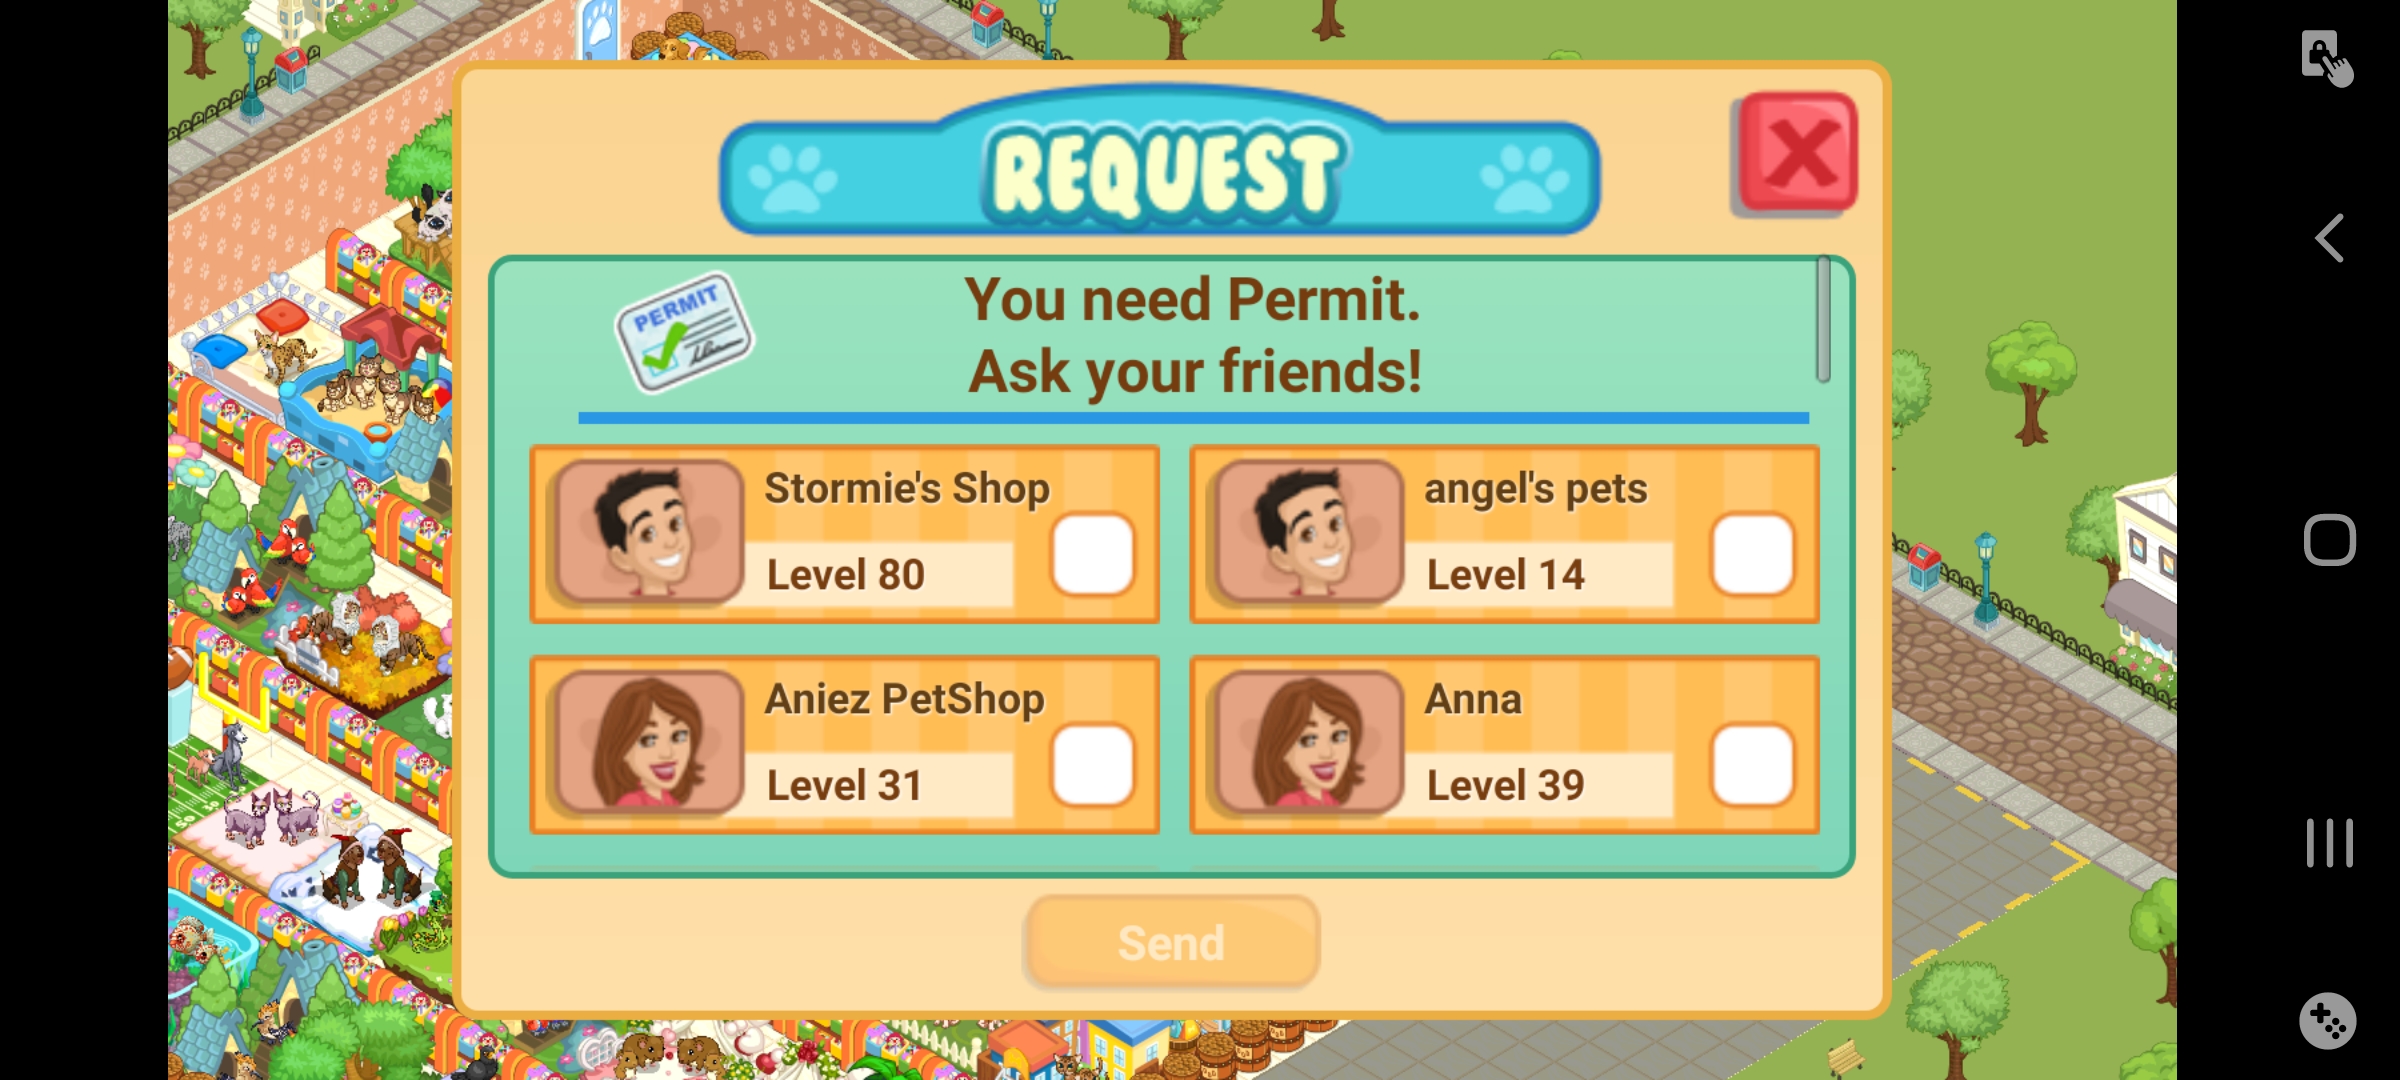 REQUEST
PERMIT
You need Permit.
Ask your friends!
Stormie's Shop
Level 80
angel's pets
Level 14
Aniez PetShop
Level 31
Anna
Level 39
Send